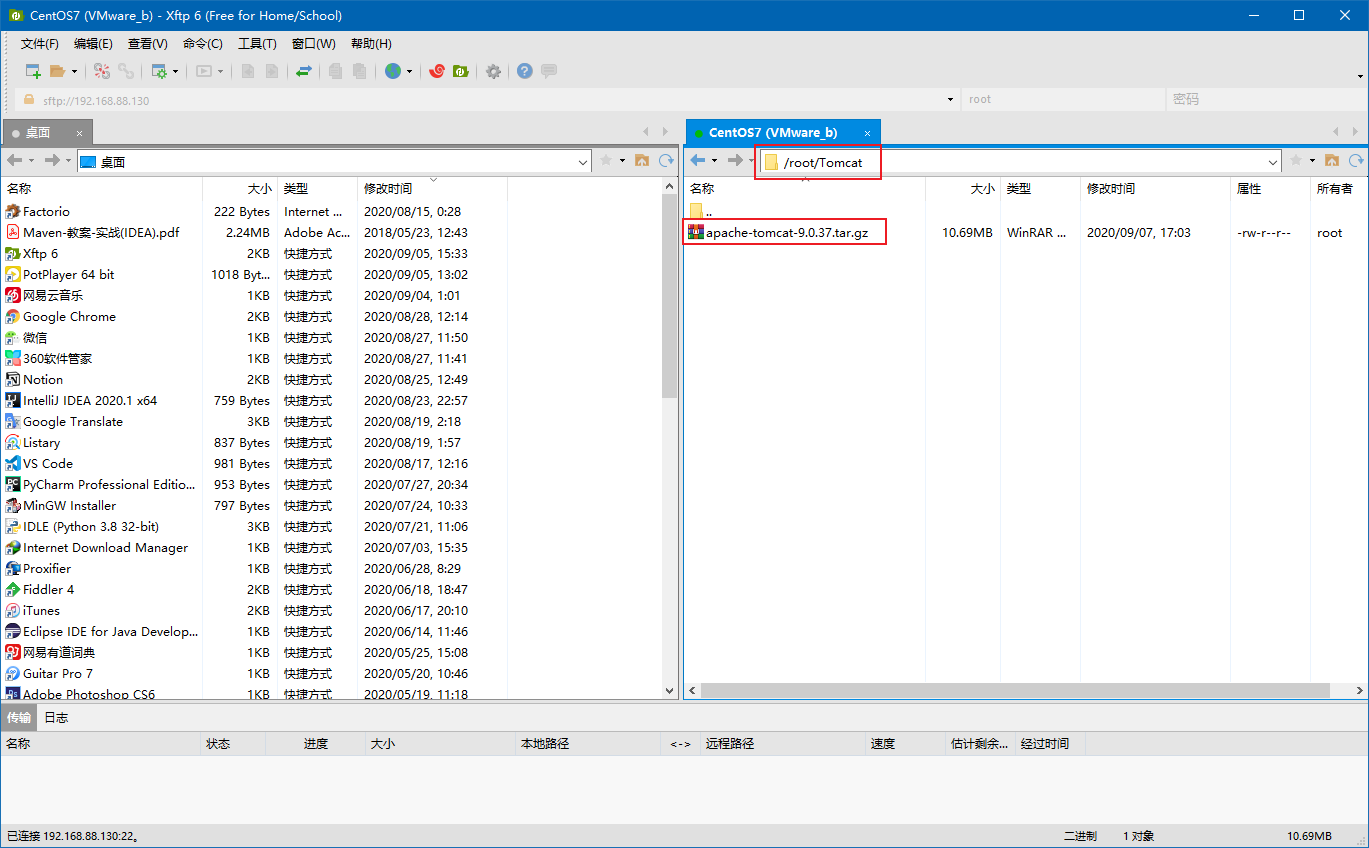 CentOS7 (VMware_b) - Xftp 6 (Free for Home/School)
文件(F) 编辑(E) 查看(V) 命令(C) 工具(T) 窗口(W) 帮助(H)
sftp://192.168.88.130 root 密码
桌面 CentOS7 (VMware_b)
桌面 /root/Tomcat
名称 大小 类型 修改时间 名称 大小 类型 修改时间 属性 所有者
Factorio 222 Bytes Internet ... 2020/08/15, 0:28 ..
Maven-教案-实战(IDEA).pdf 2.24MB Adobe Ac... 2018/05/23, 12:43 apache-tomcat-9.0.37.tar.gz 10.69MB WinRAR ... 2020/09/07, 17:03 -rw-r--r-- root
Xftp 6 2KB 快捷方式 2020/09/05, 15:33
PotPlayer 64 bit 1018 Byt... 快捷方式 2020/09/05, 13:02
网易云音乐 1KB 快捷方式 2020/09/04, 1:01
Google Chrome 2KB 快捷方式 2020/08/28, 12:14
微信 1KB 快捷方式 2020/08/27, 11:50
360软件管家 1KB 快捷方式 2020/08/27, 11:41
Notion 2KB 快捷方式 2020/08/25, 12:49
IntelliJ IDEA 2020.1 x64 759 Bytes 快捷方式 2020/08/23, 22:57
Google Translate 3KB 快捷方式 2020/08/19, 2:18
Listary 837 Bytes 快捷方式 2020/08/19, 1:57
VS Code 981 Bytes 快捷方式 2020/08/17, 12:16
PyCharm Professional Editio... 953 Bytes 快捷方式 2020/07/27, 20:34
MinGW Installer 797 Bytes 快捷方式 2020/07/24, 10:33
IDLE (Python 3.8 32-bit) 3KB 快捷方式 2020/07/21, 11:06
Internet Download Manager 1KB 快捷方式 2020/07/03, 15:35
Proxifier 1KB 快捷方式 2020/06/28, 8:29
Fiddler 4 2KB 快捷方式 2020/06/18, 18:47
iTunes 2KB 快捷方式 2020/06/17, 20:10
Eclipse IDE for Java Develop... 1KB 快捷方式 2020/06/14, 11:46
网易有道词典 1KB 快捷方式 2020/05/25, 15:08
Guitar Pro 7 1KB 快捷方式 2020/05/20, 10:46
Adobe Photoshop CS6 1KB 快捷方式 2020/05/19, 11:18
传输 日志
名称 状态 进度 大小 本地路径 <-> 远程路径 速度 估计剩余... 经过时间
已连接 192.168.88.130:22。 二进制 1 对象 10.69MB